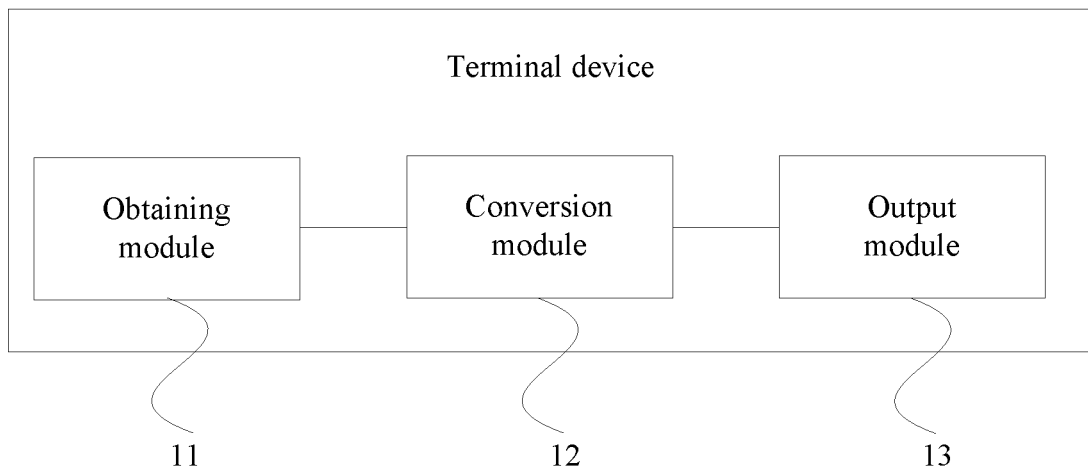 Terminal device
Obtaining
module
Conversion
module
Output
module
11
12
13